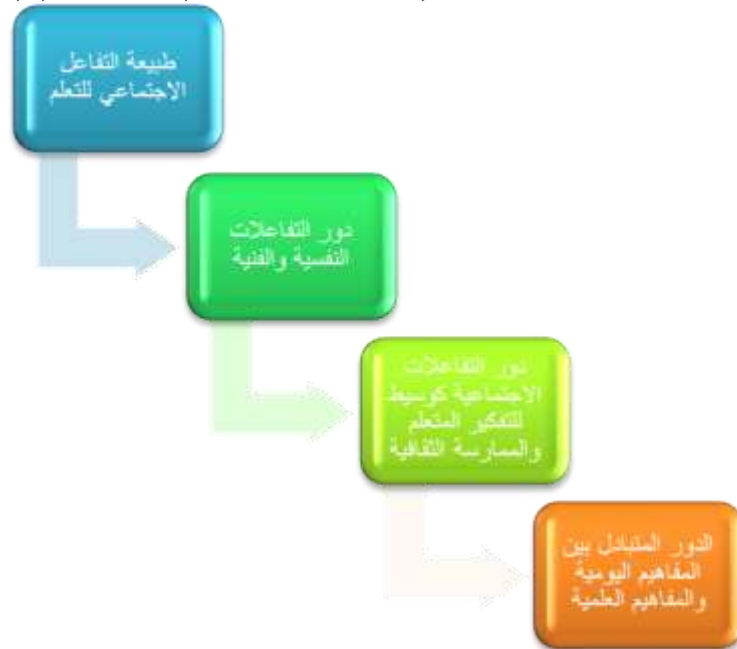 طبيعة التفاعل
الاجتماعي للتعلم
دور التفاعلات
النفسية والفنية
دور التفاعلات
الاجتماعية كوسيط
للتفكير المتعلم
والممارسة الثقافية
الدور المتبادل بين
المفاهيم اليومية
والمفاهيم العلمية